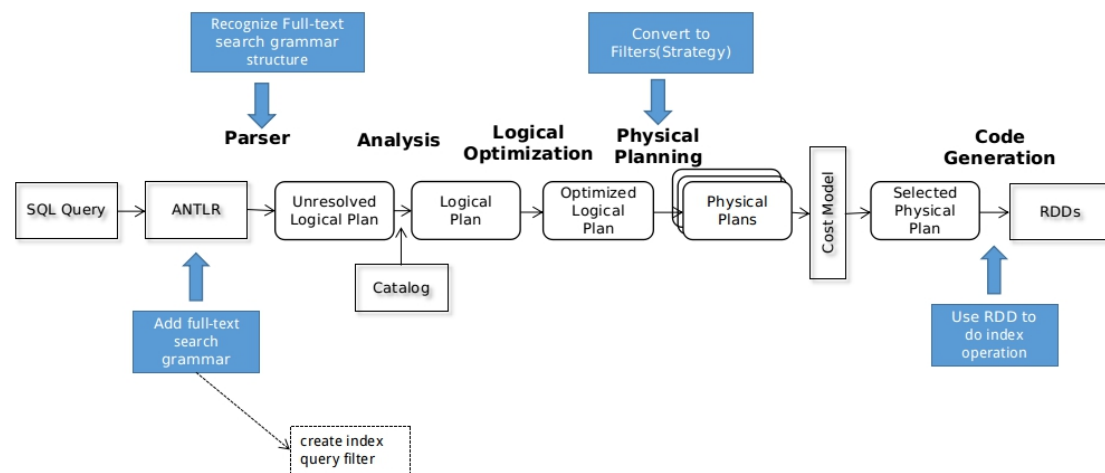 Recognize Full-text
search grammar
structure
Convert to
Filters(Strategy)
Parser
Analysis
Logical
Optimization
Physical
Planning
Code
Generation
SQL Query
ANTLR
Unresolved
Logical Plan
Logical
Plan
Optimized
Logical
Plan
Physical
Plans
Cost Model
Selected
Physical
Plan
RDDs
Catalog
Add full-text
search
grammar
Use RDD to
do index
operation
create index
query filter